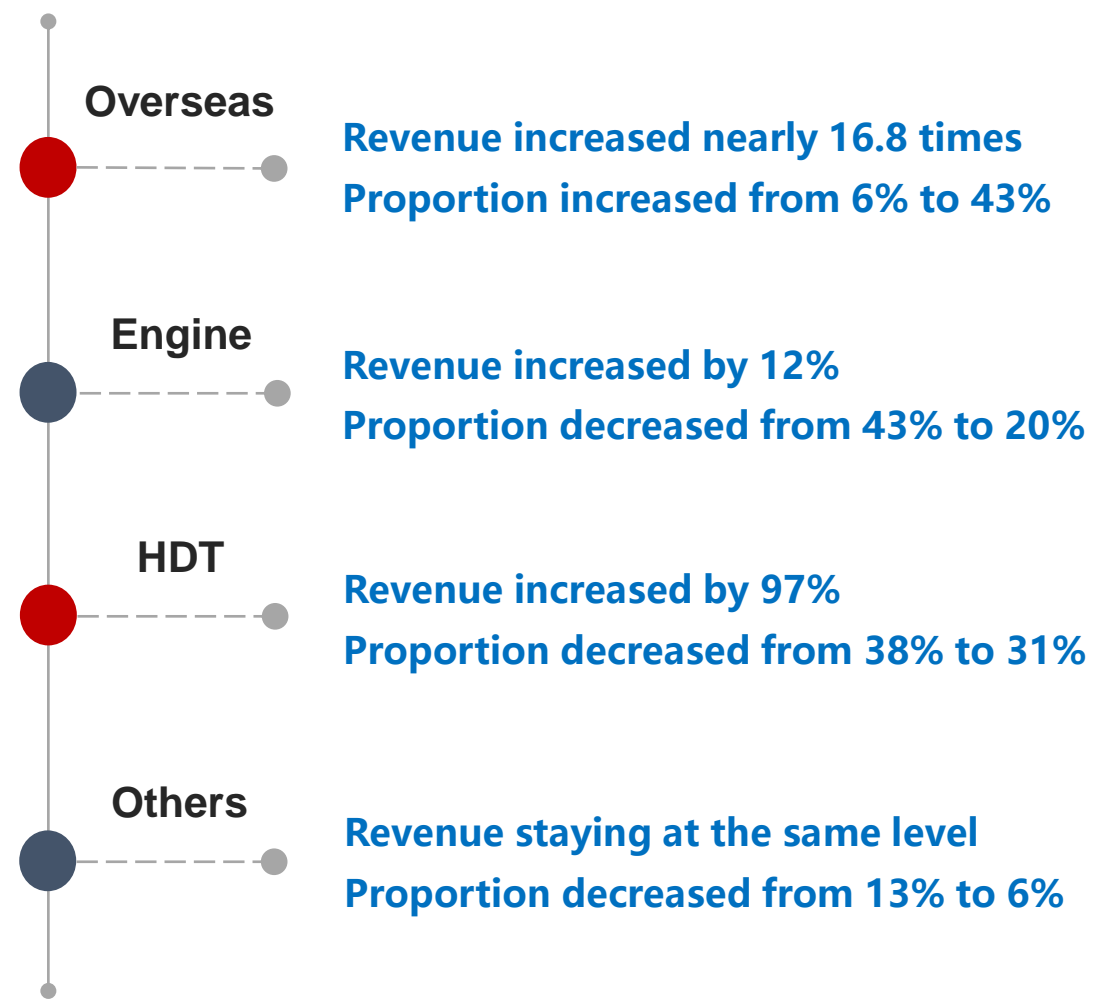 Overseas
Revenue increased nearly 16.8 times
Proportion increased from 6% to 43%
Engine
Revenue increased by 12%
Proportion decreased from 43% to 20%
HDT
Revenue increased by 97%
Proportion decreased from 38% to 31%
Others
Revenue staying at the same level
Proportion decreased from 13% to 6%